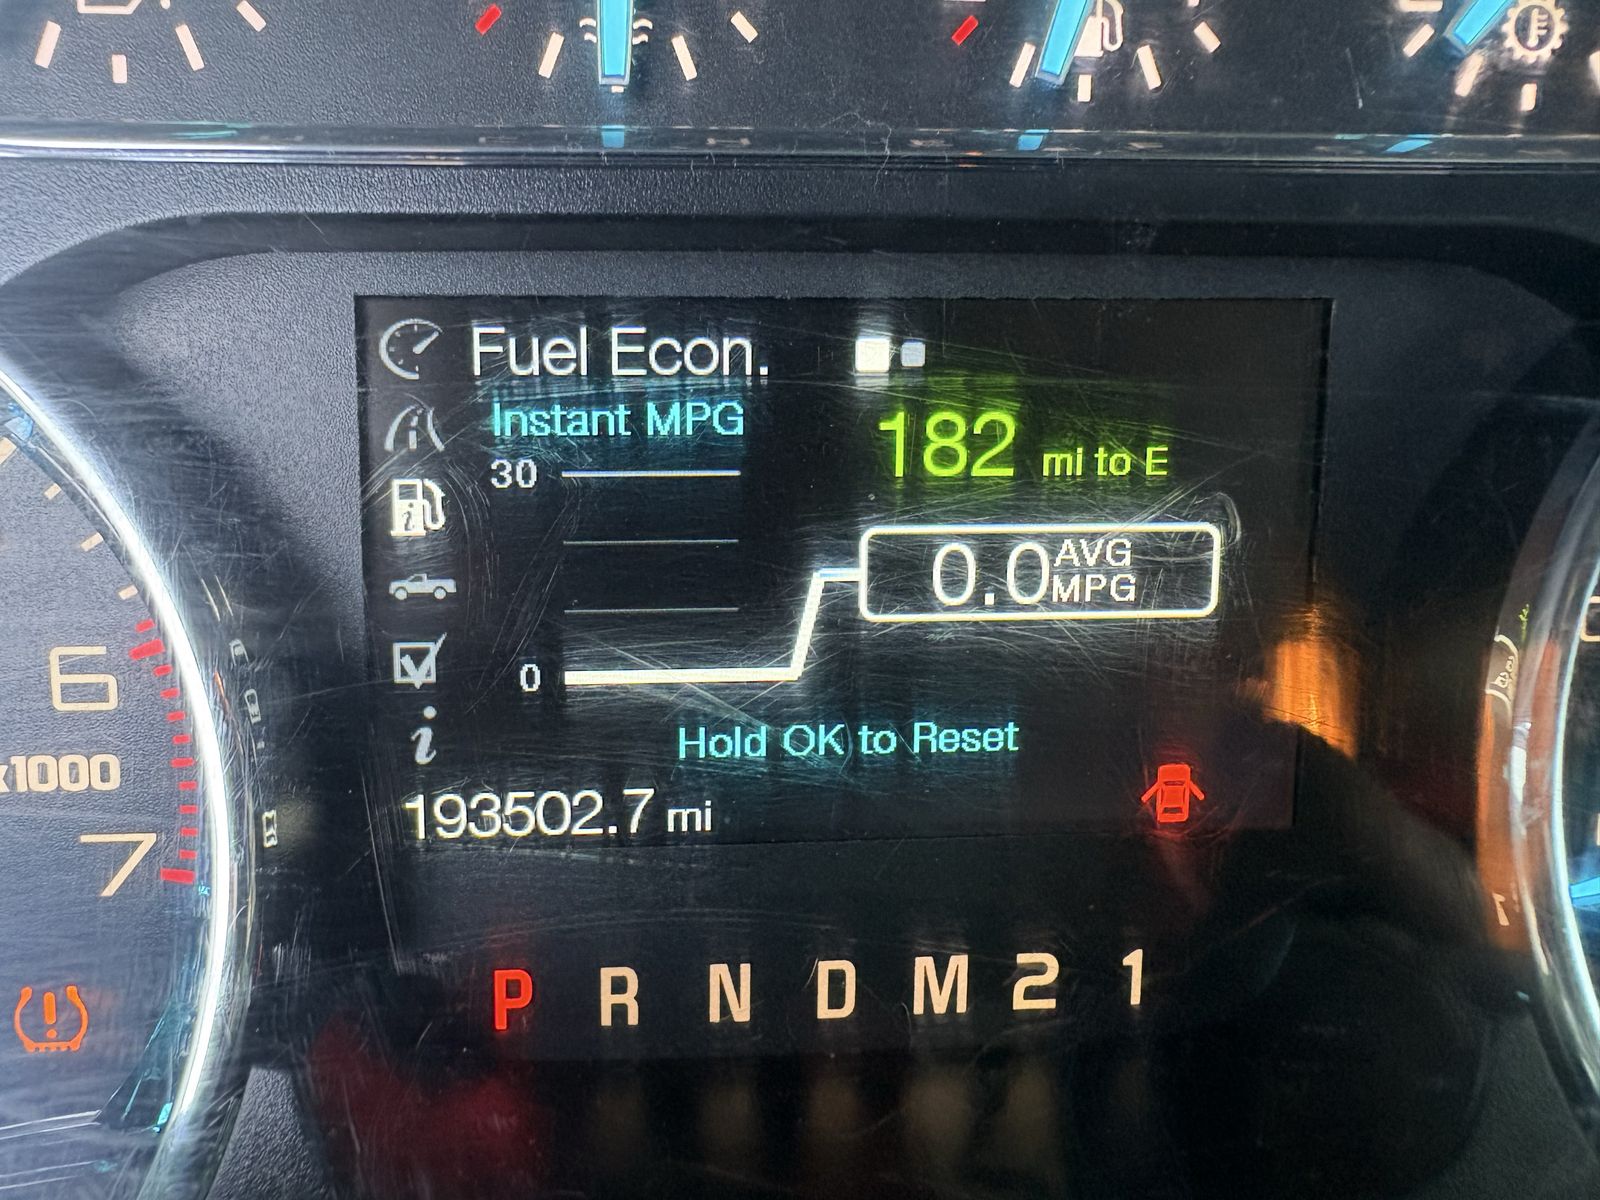 Fuel Econ.
Instant MPG
182 mi to E
30
0.0 AVG
MPG
0
Hold OK to Reset
193502.7 mi
6
x1000
7
P R N D M 2 1